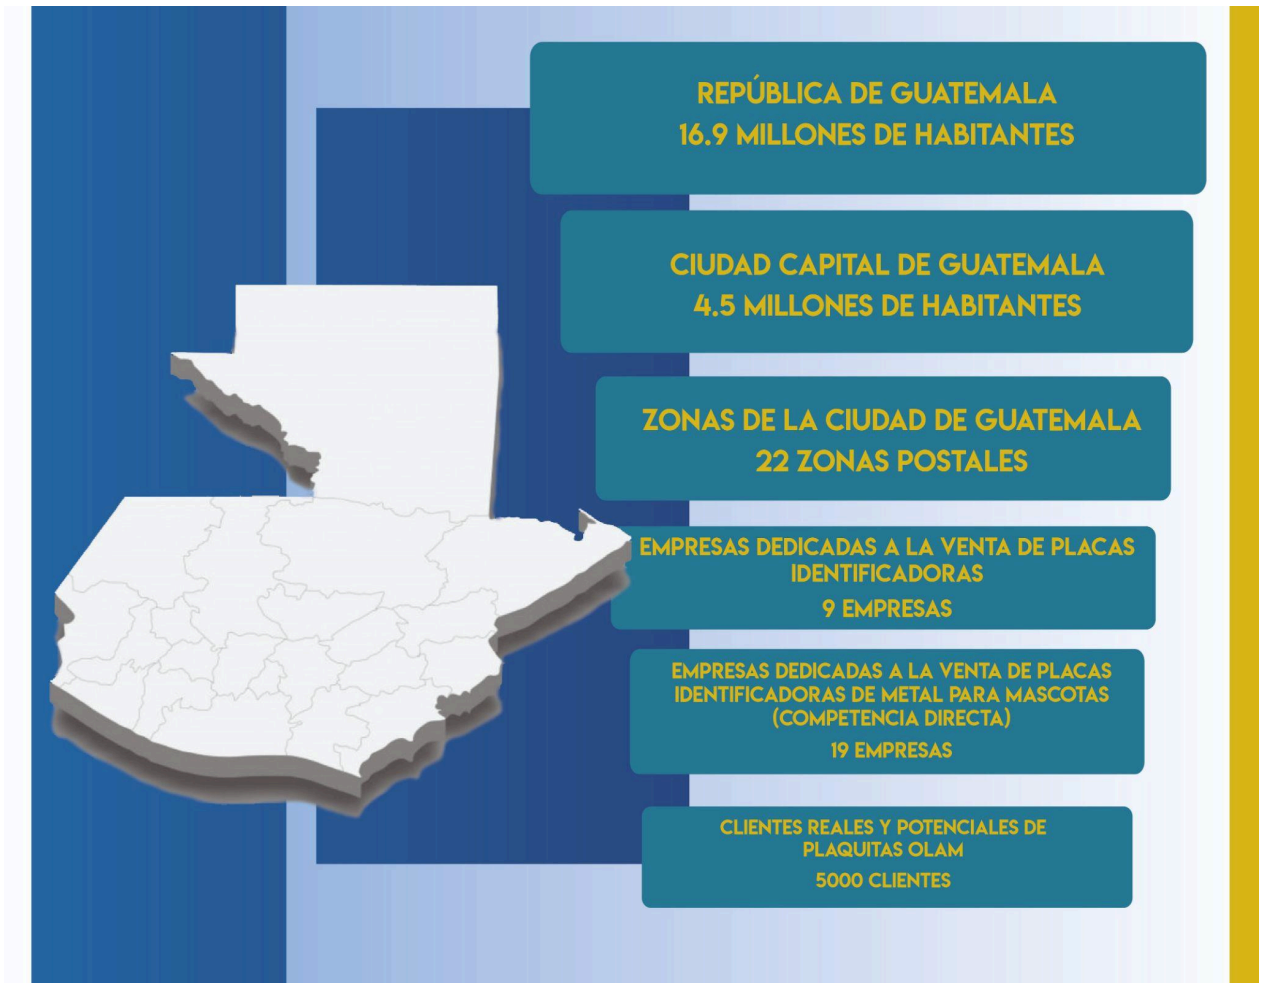 REPÚBLICA DE GUATEMALA
16.9 MILLONES DE HABITANTES
CIUDAD CAPITAL DE GUATEMALA
4.5 MILLONES DE HABITANTES
ZONAS DE LA CIUDAD DE GUATEMALA
22 ZONAS POSTALES
EMPRESAS DEDICADAS A LA VENTA DE PLACAS
IDENTIFICADORAS
9 EMPRESAS
EMPRESAS DEDICADAS A LA VENTA DE PLACAS
IDENTIFICADORAS DE METAL PARA MASCOTAS
(COMPETENCIA DIRECTA)
19 EMPRESAS
CLIENTES REALES Y POTENCIALES DE
PLAQUITAS OLAM
5000 CLIENTES